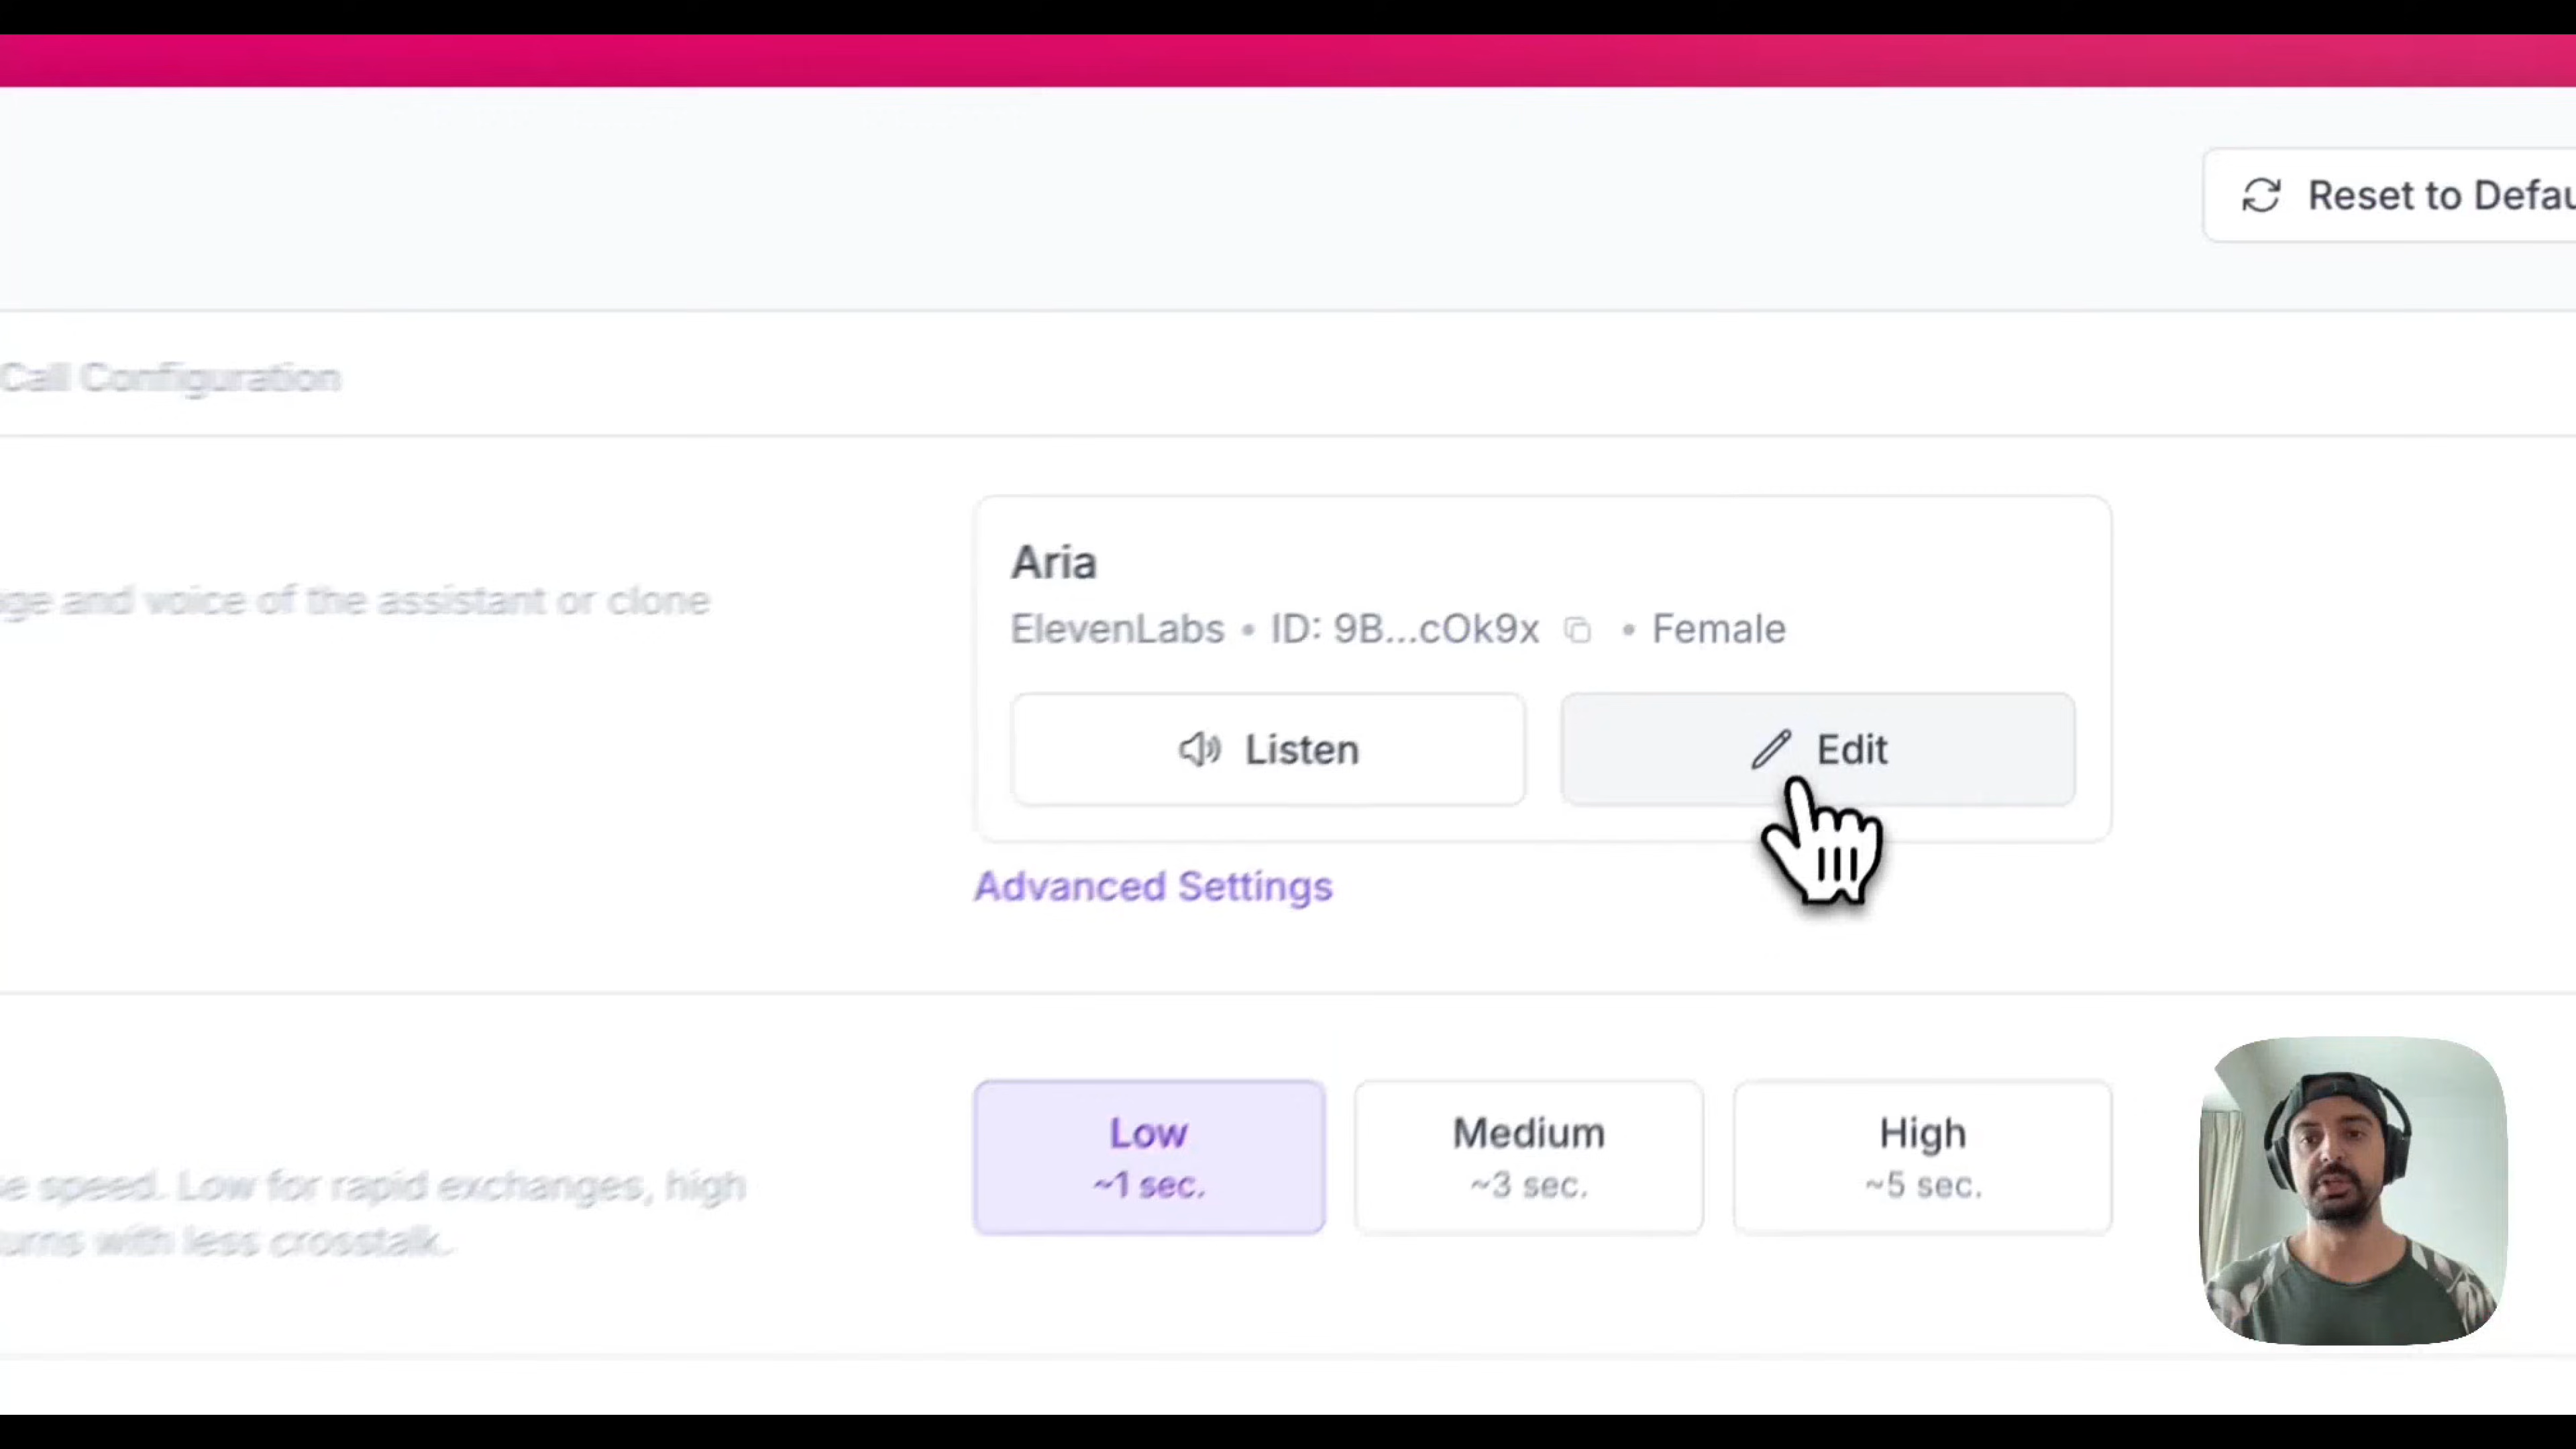 Reset to Defau
Call Configuration
Aria
ge and voice of the assistant or clone
ElevenLabs • ID: 9B...cOk9x • Female
Listen
Edit
Advanced Settings
Low
Medium
High
~1 sec.
~3 sec.
~5 sec.
e speed. Low for rapid exchanges, high
urns with less crosstalk.